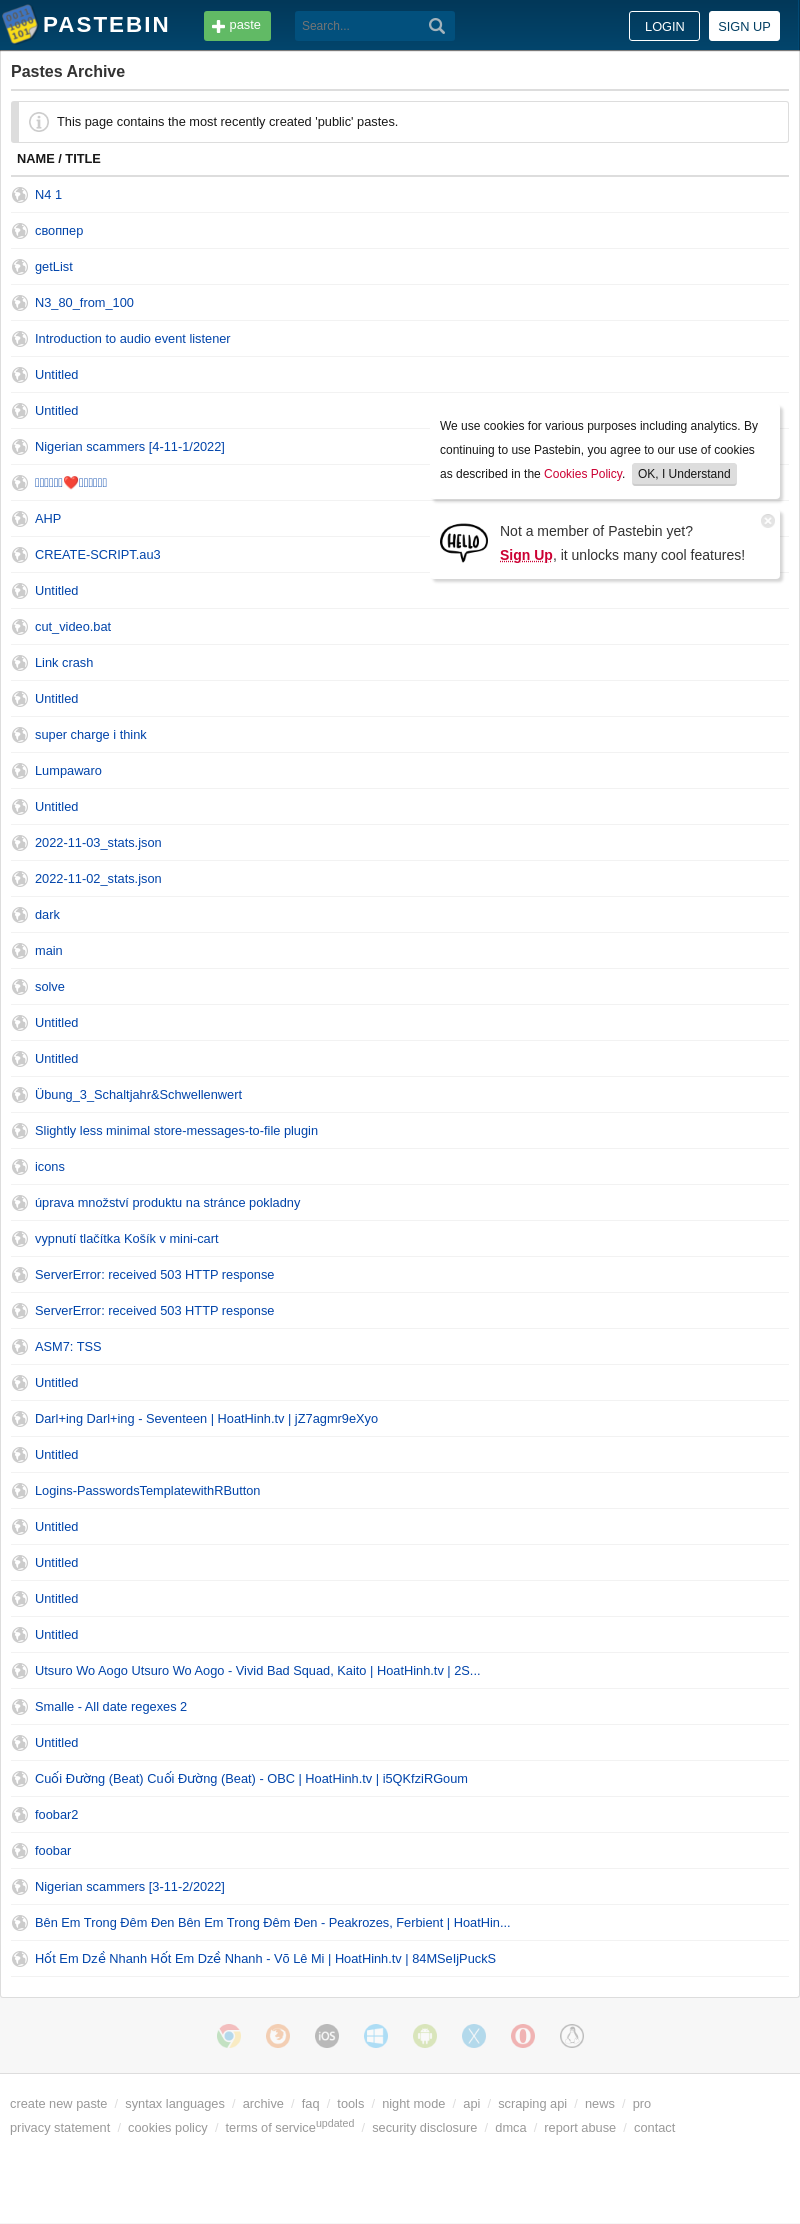 PASTEBIN
paste
Search...
LOGIN
SIGN UP
Pastes Archive
This page contains the most recently created 'public' pastes.
NAME / TITLE
N4 1
своппер
getList
N3_80_from_100
Introduction to audio event listener
Untitled
Untitled
We use cookies for various purposes including analytics. By
continuing to use Pastebin, you agree to our use of cookies
as described in the Cookies Policy. OK, I Understand
Nigerian scammers [4-11-1/2022]
❤️
AHP
Not a member of Pastebin yet?
Sign Up, it unlocks many cool features!
HELLO
CREATE-SCRIPT.au3
Untitled
cut_video.bat
Link crash
Untitled
super charge i think
Lumpawaro
Untitled
2022-11-03_stats.json
2022-11-02_stats.json
dark
main
solve
Untitled
Untitled
Übung_3_Schaltjahr&Schwellenwert
Slightly less minimal store-messages-to-file plugin
icons
úprava množství produktu na stránce pokladny
vypnutí tlačítka Košík v mini-cart
ServerError: received 503 HTTP response
ServerError: received 503 HTTP response
ASM7: TSS
Untitled
Darl+ing Darl+ing - Seventeen | HoatHinh.tv | jZ7agmr9eXyo
Untitled
Logins-PasswordsTemplatewithRButton
Untitled
Untitled
Untitled
Untitled
Utsuro Wo Aogo Utsuro Wo Aogo - Vivid Bad Squad, Kaito | HoatHinh.tv | 2S...
Smalle - All date regexes 2
Untitled
Cuối Đường (Beat) Cuối Đường (Beat) - OBC | HoatHinh.tv | i5QKfziRGoum
foobar2
foobar
Nigerian scammers [3-11-2/2022]
Bên Em Trong Đêm Đen Bên Em Trong Đêm Đen - Peakrozes, Ferbient | HoatHin...
Hốt Em Dzề Nhanh Hốt Em Dzề Nhanh - Võ Lê Mi | HoatHinh.tv | 84MSeIjPuckS
iOS
create new paste / syntax languages / archive / faq / tools / night mode / api / scraping api / news / pro
privacy statement / cookies policy / terms of serviceupdated / security disclosure / dmca / report abuse / contact